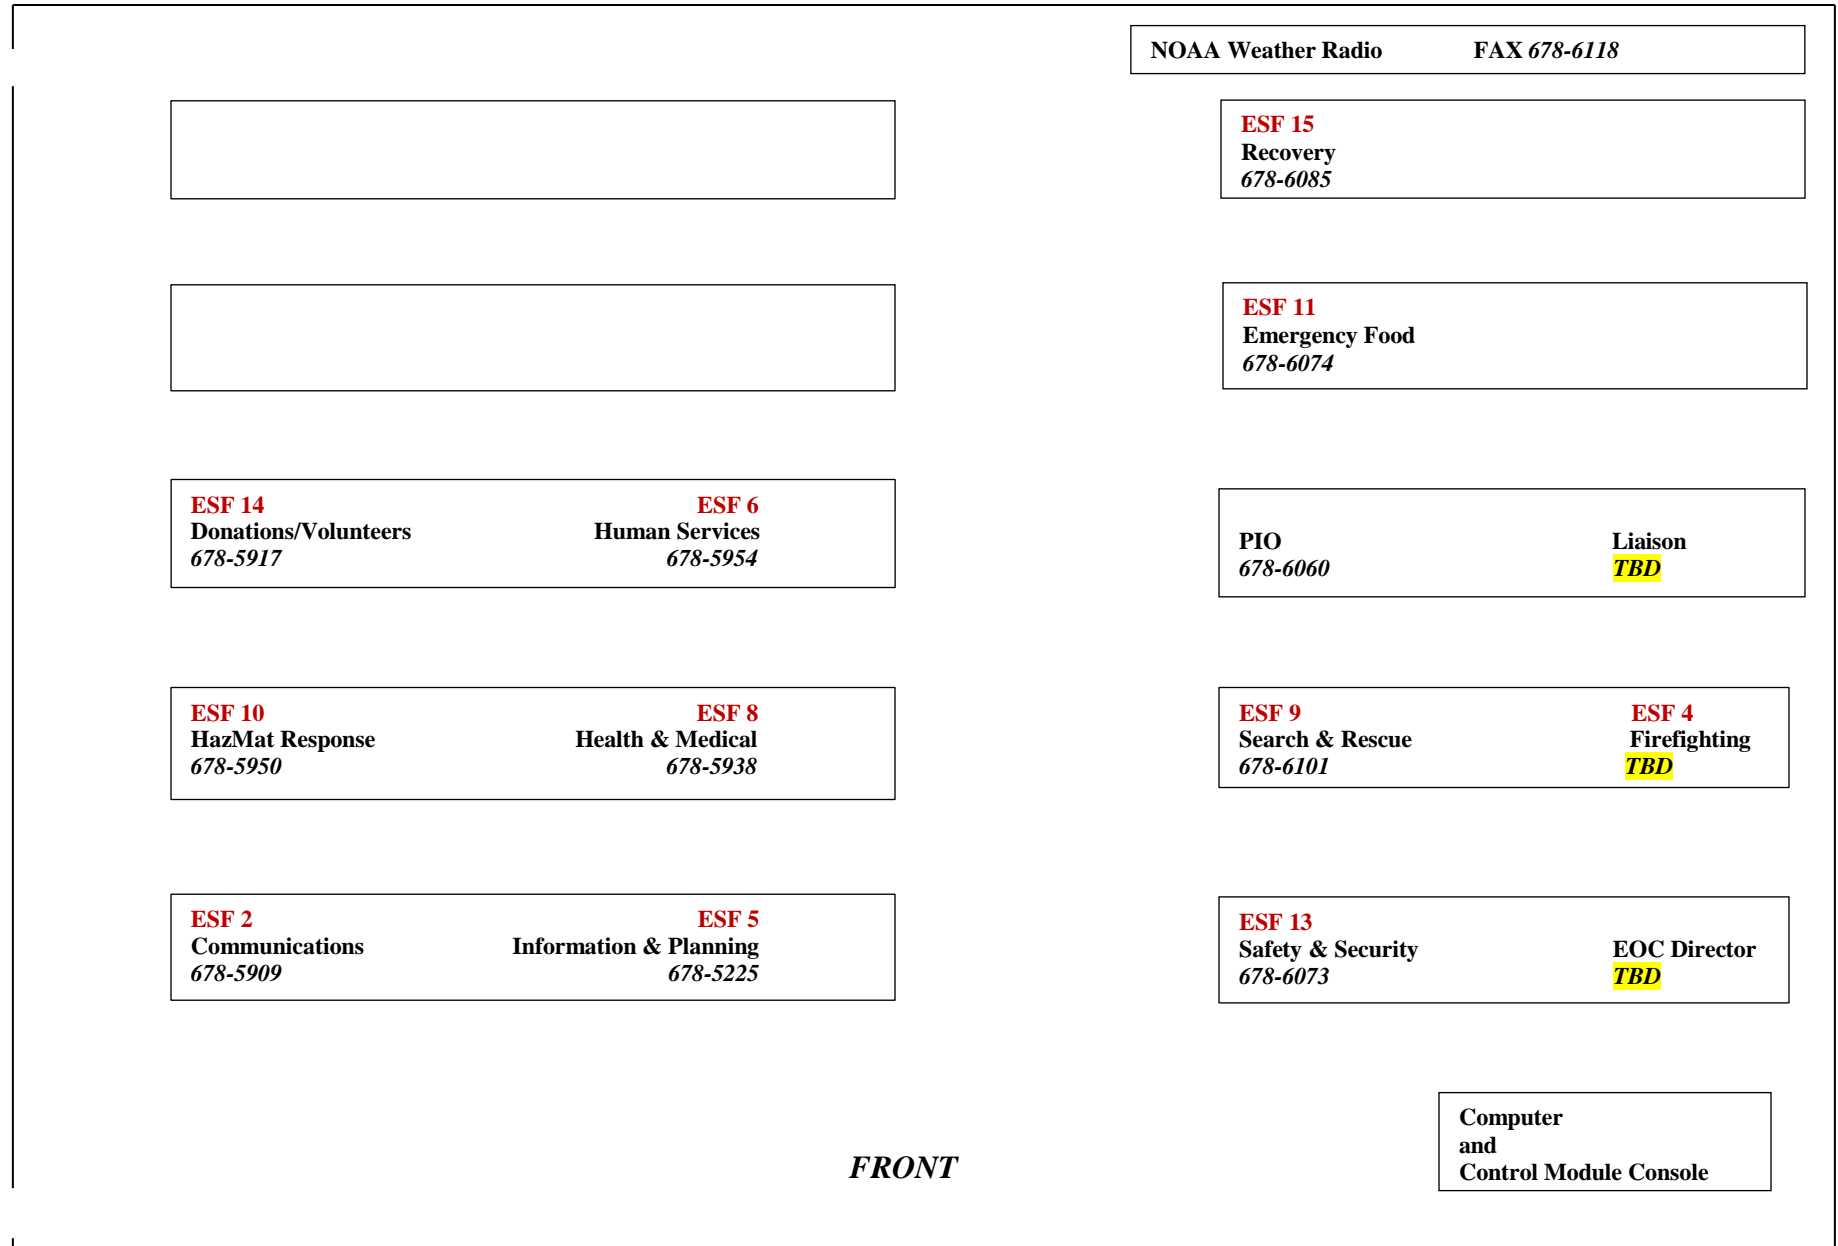 NOAA Weather Radio FAX 678-6118
ESF 15
Recovery
678-6085
ESF 11
Emergency Food
678-6074
ESF 14 ESF 6
Donations/Volunteers Human Services
678-5917 678-5954
PIO Liaison
678-6060 TBD
ESF 10 ESF 8
HazMat Response Health & Medical
678-5950 678-5938
ESF 9 ESF 4
Search & Rescue Firefighting
678-6101 TBD
ESF 2 ESF 5
Communications Information & Planning
678-5909 678-5225
ESF 13
Safety & Security EOC Director
678-6073 TBD
Computer
and
Control Module Console
FRONT